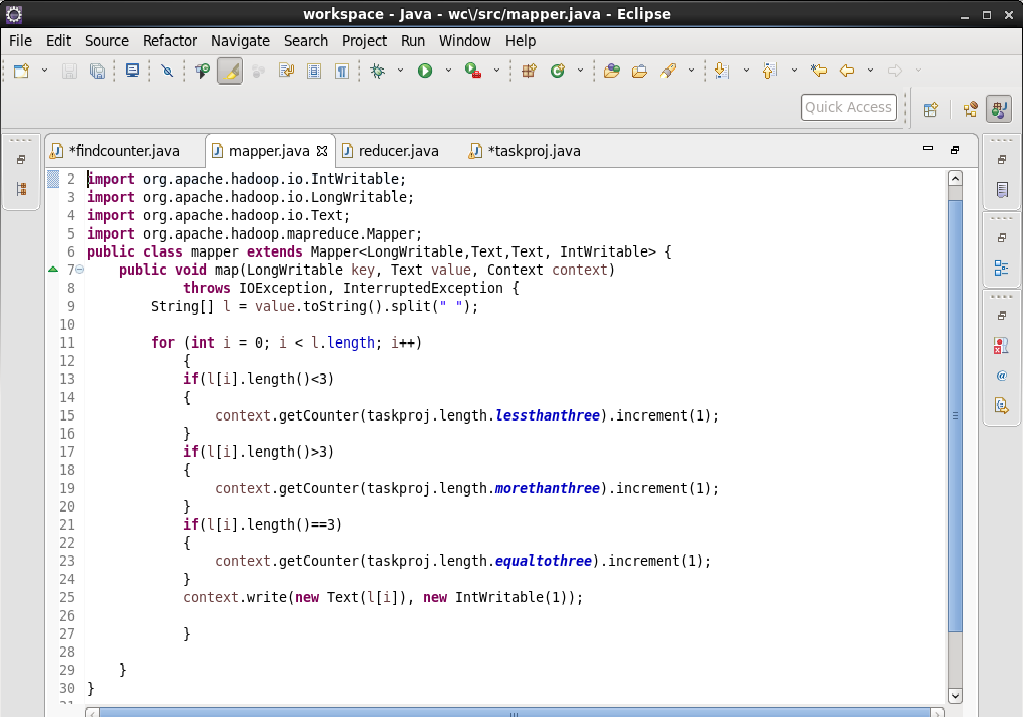 workspace - Java - wc\/src/mapper.java - Eclipse
File Edit Source Refactor Navigate Search Project Run Window Help
Quick Access
*findcounter.java mapper.java reducer.java *taskproj.java
2 import org.apache.hadoop.io.IntWritable;
3 import org.apache.hadoop.io.LongWritable;
4 import org.apache.hadoop.io.Text;
5 import org.apache.hadoop.mapreduce.Mapper;
6 public class mapper extends Mapper<LongWritable,Text,Text, IntWritable> {
7 public void map(LongWritable key, Text value, Context context)
8 throws IOException, InterruptedException {
9 String[] l = value.toString().split(" ");
10
11 for (int i = 0; i < l.length; i++)
12 {
13 if(l[i].length()<3)
14 {
15 context.getCounter(taskproj.length.lessthanthree).increment(1);
16 }
17 if(l[i].length()>3)
18 {
19 context.getCounter(taskproj.length.morethanthree).increment(1);
20 }
21 if(l[i].length()==3)
22 {
23 context.getCounter(taskproj.length.equaltothree).increment(1);
24 }
25 context.write(new Text(l[i]), new IntWritable(1));
26
27 }
28
29 }
30 }